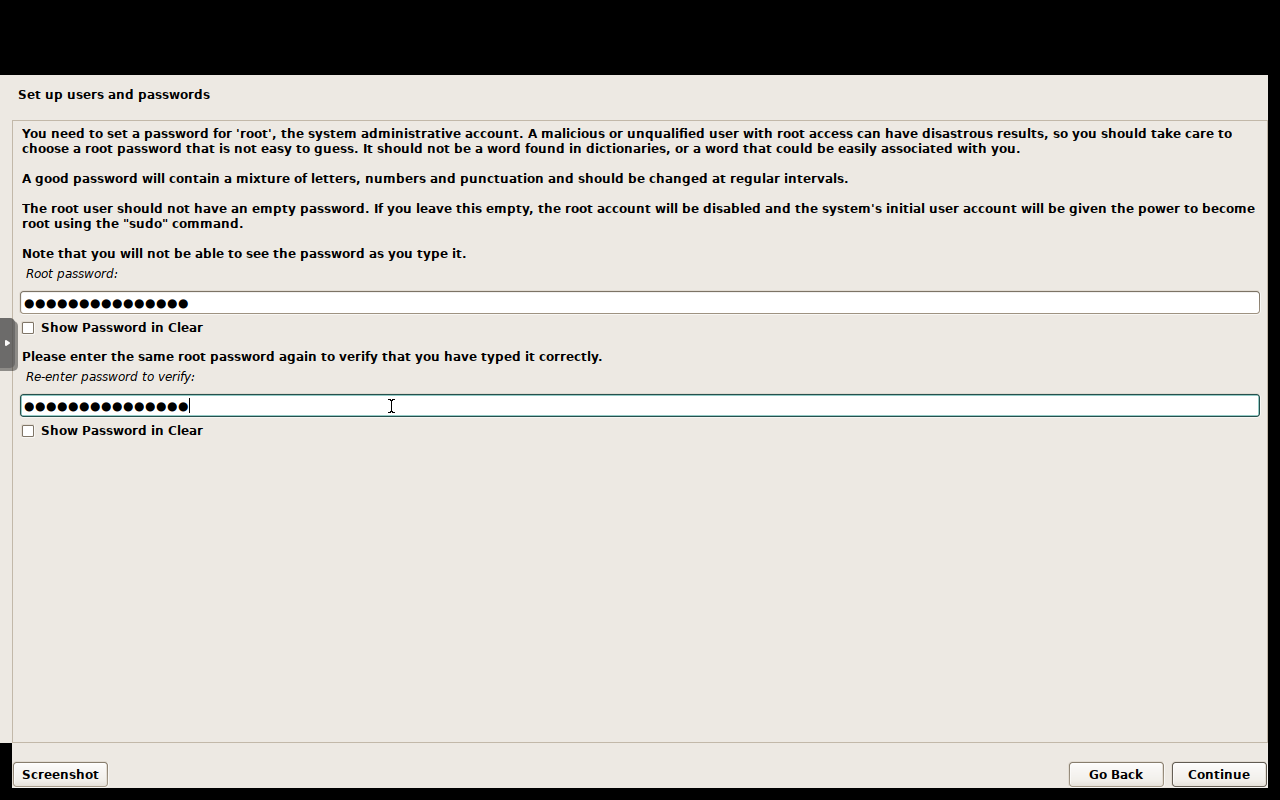 Set up users and passwords
You need to set a password for 'root', the system administrative account. A malicious or unqualified user with root access can have disastrous results, so you should take care to
choose a root password that is not easy to guess. It should not be a word found in dictionaries, or a word that could be easily associated with you.
A good password will contain a mixture of letters, numbers and punctuation and should be changed at regular intervals.
The root user should not have an empty password. If you leave this empty, the root account will be disabled and the system's initial user account will be given the power to become
root using the "sudo" command.
Note that you will not be able to see the password as you type it.
Root password:
●●●●●●●●●●●●●●●
Show Password in Clear
Please enter the same root password again to verify that you have typed it correctly.
Re-enter password to verify:
●●●●●●●●●●●●●●●
Show Password in Clear
Screenshot
Go Back
Continue